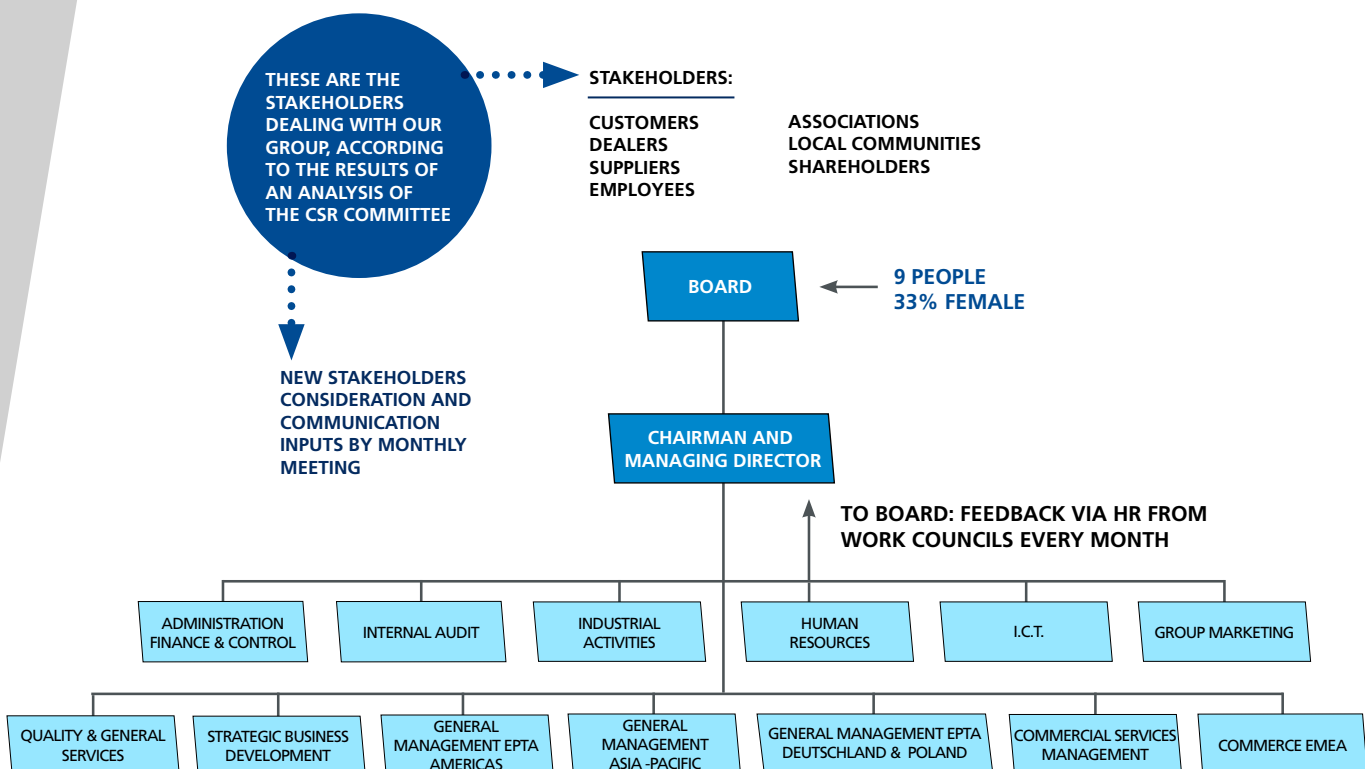 THESE ARE THE
STAKEHOLDERS
DEALING WITH OUR
GROUP, ACCORDING
TO THE RESULTS OF
AN ANALYSIS OF
THE CSR COMMITTEE
STAKEHOLDERS:
CUSTOMERS
DEALERS
SUPPLIERS
EMPLOYEES
ASSOCIATIONS
LOCAL COMMUNITIES
SHAREHOLDERS
NEW STAKEHOLDERS
CONSIDERATION AND
COMMUNICATION
INPUTS BY MONTHLY
MEETING
BOARD
9 PEOPLE
33% FEMALE
CHAIRMAN AND
MANAGING DIRECTOR
TO BOARD: FEEDBACK VIA HR FROM
WORK COUNCILS EVERY MONTH
ADMINISTRATION
FINANCE & CONTROL
INTERNAL AUDIT
INDUSTRIAL
ACTIVITIES
HUMAN
RESOURCES
I.C.T.
GROUP MARKETING
QUALITY & GENERAL
SERVICES
STRATEGIC BUSINESS
DEVELOPMENT
GENERAL
MANAGEMENT EPTA
AMERICAS
GENERAL
MANAGEMENT
ASIA -PACIFIC
GENERAL MANAGEMENT EPTA
DEUTSCHLAND & POLAND
COMMERCIAL SERVICES
MANAGEMENT
COMMERCE EMEA